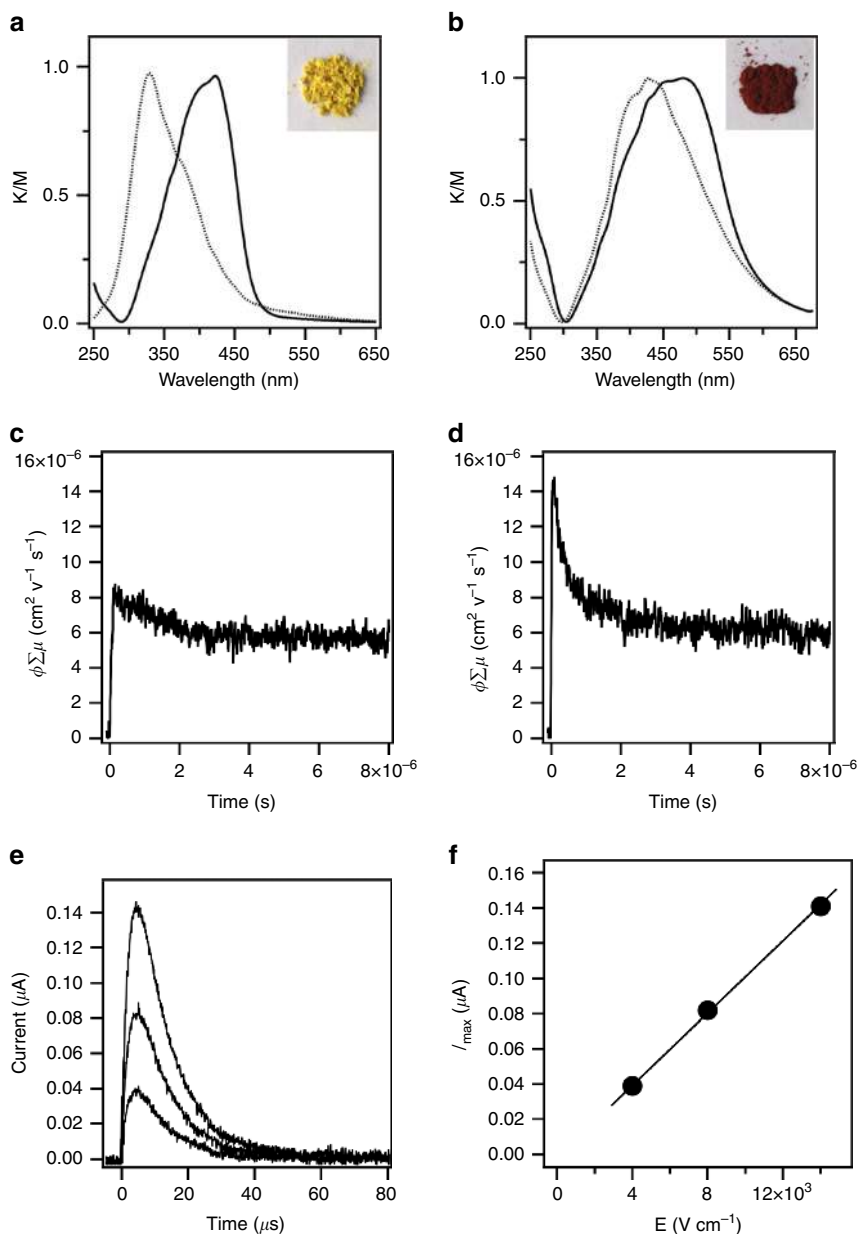 a
K/M
1.0
0.5
0.0
250 350 450 550 650
Wavelength (nm)
b
K/M
1.0
0.5
0.0
250 350 450 550 650
Wavelength (nm)
c
16×10⁻⁶
14
12
10
8
6
4
2
0
ϕΣμ (cm² v⁻¹ s⁻¹)
0 2 4 6 8×10⁻⁶
Time (s)
d
16×10⁻⁶
14
12
10
8
6
4
2
0
ϕΣμ (cm² v⁻¹ s⁻¹)
0 2 4 6 8×10⁻⁶
Time (s)
e
0.14
0.12
0.10
0.08
0.06
0.04
0.02
0.00
Current (μA)
0 20 40 60 80
Time (μs)
f
0.16
0.14
0.12
0.10
0.08
0.06
0.04
0.02
0.00
I_max (μA)
0 4 8 12×10³
E (V cm⁻¹)